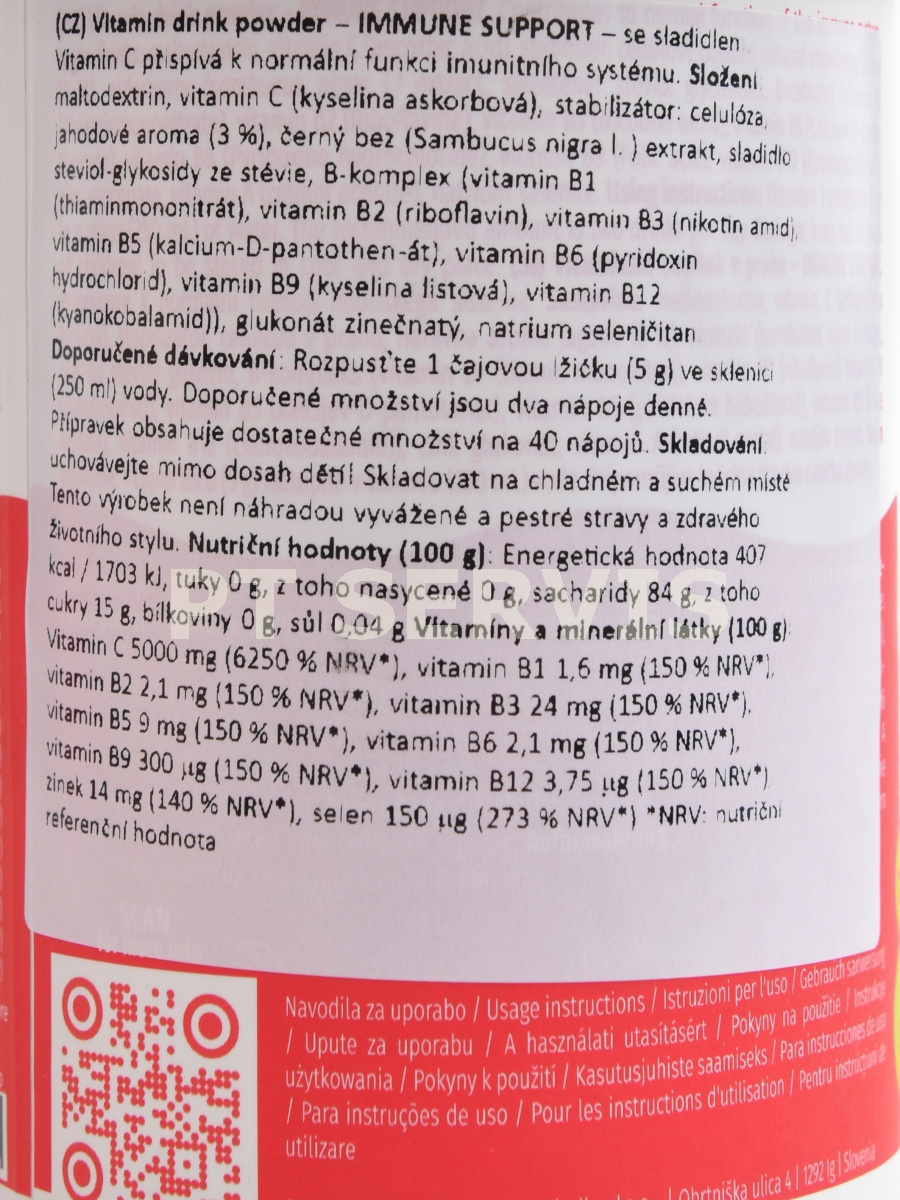 (CZ) Vitamin drink powder – IMMUNE SUPPORT – se sladidlem
Vitamin C přispívá k normální funkci imunitního systému. Složení
maltodextrin, vitamin C (kyselina askorbová), stabilizátor: celulóza,
jahodové aroma (3 %), černý bez (Sambucus nigra l. ) extrakt, sladidlo
steviol-glykosidy ze stévie, B-komplex (vitamin B1
(thiaminmononitrát), vitamin B2 (riboflavin), vitamin B3 (nikotin amid),
vitamin B5 (kalcium-D-pantothen-át), vitamin B6 (pyridoxin
hydrochlorid), vitamin B9 (kyselina listová), vitamin B12
(kyanokobalamid)), glukonát zinečnatý, natrium seleničitan
Doporučené dávkování: Rozpusťte 1 čajovou lžičku (5 g) ve sklenici
(250 ml) vody. Doporučené množství jsou dva nápoje denně.
Přípravek obsahuje dostatečné množství na 40 nápojů. Skladování:
uchovávejte mimo dosah dětí! Skladovat na chladném a suchém místě
Tento výrobek není náhradou vyvážené a pestré stravy a zdravého
životního stylu. Nutriční hodnoty (100 g): Energetická hodnota 407
kcal / 1703 kJ, tuky 0 g, z toho nasycené 0 g, sacharidy 84 g, z toho
cukry 15 g, bílkoviny 0 g, sůl 0,04 g Vitamíny a minerální látky (100 g):
Vitamin C 5000 mg (6250 % NRV*), vitamin B1 1,6 mg (150 % NRV*),
vitamin B2 2,1 mg (150 % NRV*), vitamin B3 24 mg (150 % NRV*),
vitamin B5 9 mg (150 % NRV*), vitamin B6 2,1 mg (150 % NRV*),
vitamin B9 300 µg (150 % NRV*), vitamin B12 3,75 µg (150 % NRV*)
zinek 14 mg (140 % NRV*), selen 150 µg (273 % NRV*) *NRV: nutriční
referenční hodnota
PT SERVIS
Navodila za uporabo / Usage instructions / Istruzioni per l'uso / Gebrauch sanweisung
/ Upute za uporabu / A használati utasításért / Pokyny na použitie / Instrukcje
użytkowania / Pokyny k použití / Kasutusjuhiste saamiseks / Para instrucciones de uso
/ Para instruções de uso / Pour les instructions d'utilisation / Pentru instrucțiuni de
utilizare
| Obrtniška ulica 4 | 1292 Ig | Slovenia